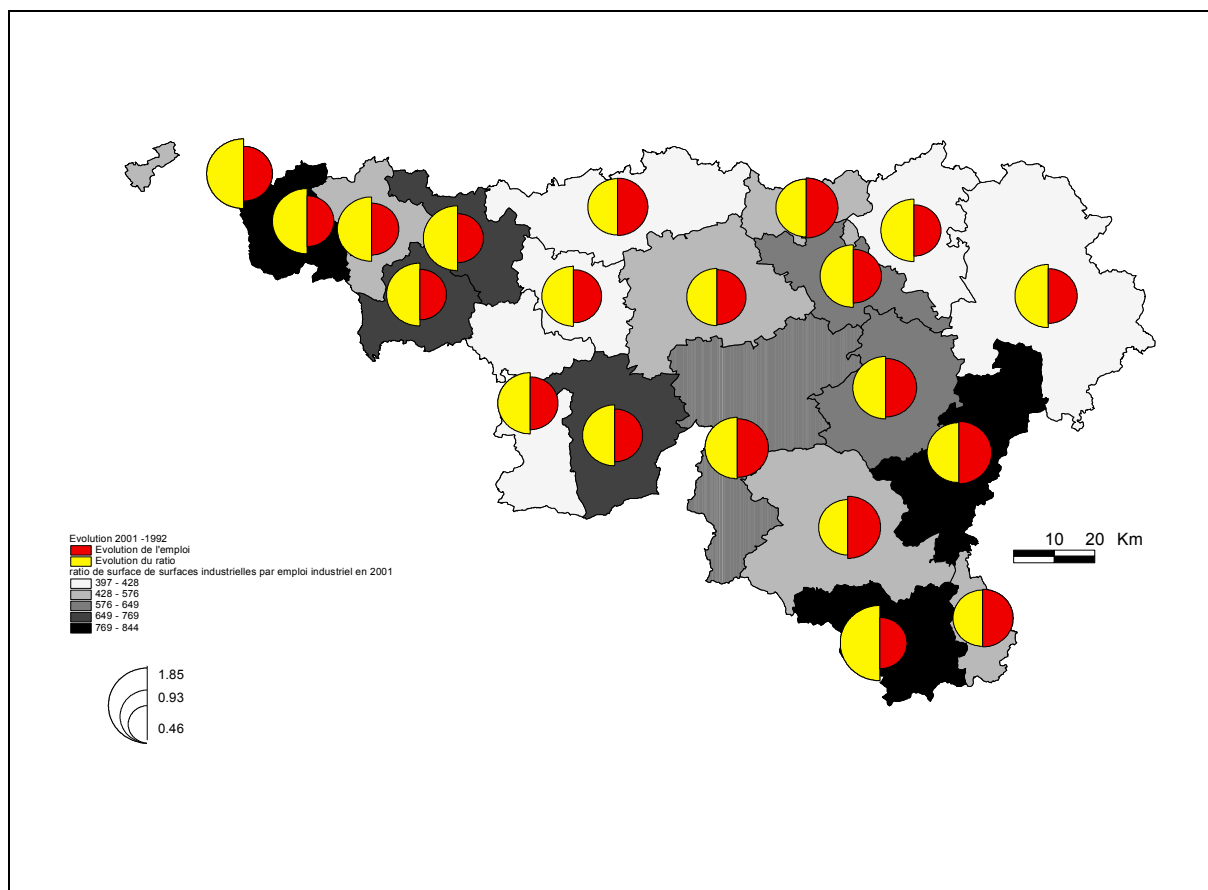 10 20 Km
Evolution 2001 -1992
Evolution de l'emploi
Evolution du ratio
ratio de surface de surfaces industrielles par emploi industriel en 2001
397 - 428
428 - 576
576 - 649
649 - 769
769 - 844
1.85
0.93
0.46